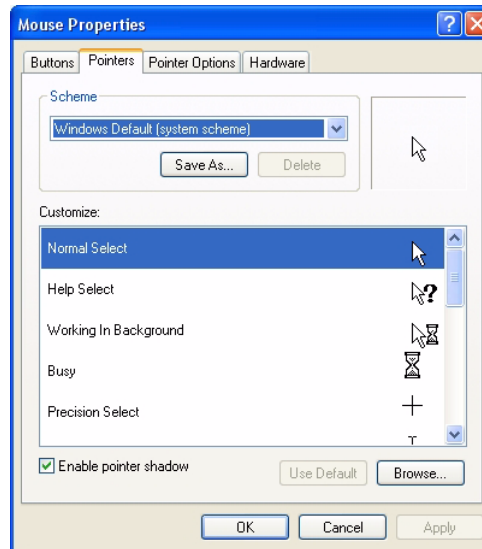 Mouse Properties
Buttons Pointers Pointer Options Hardware
Scheme
Windows Default (system scheme)
Save As... Delete
Customize:
Normal Select
Help Select
Working In Background
Busy
Precision Select
Enable pointer shadow
Use Default Browse...
OK Cancel Apply